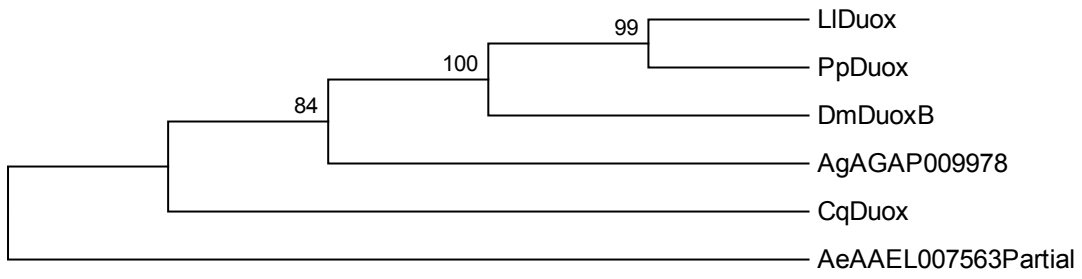 LlDuox
99
PpDuox
100
DmDuoxB
84
AgAGAP009978
CqDuox
AeAAEL007563Partial